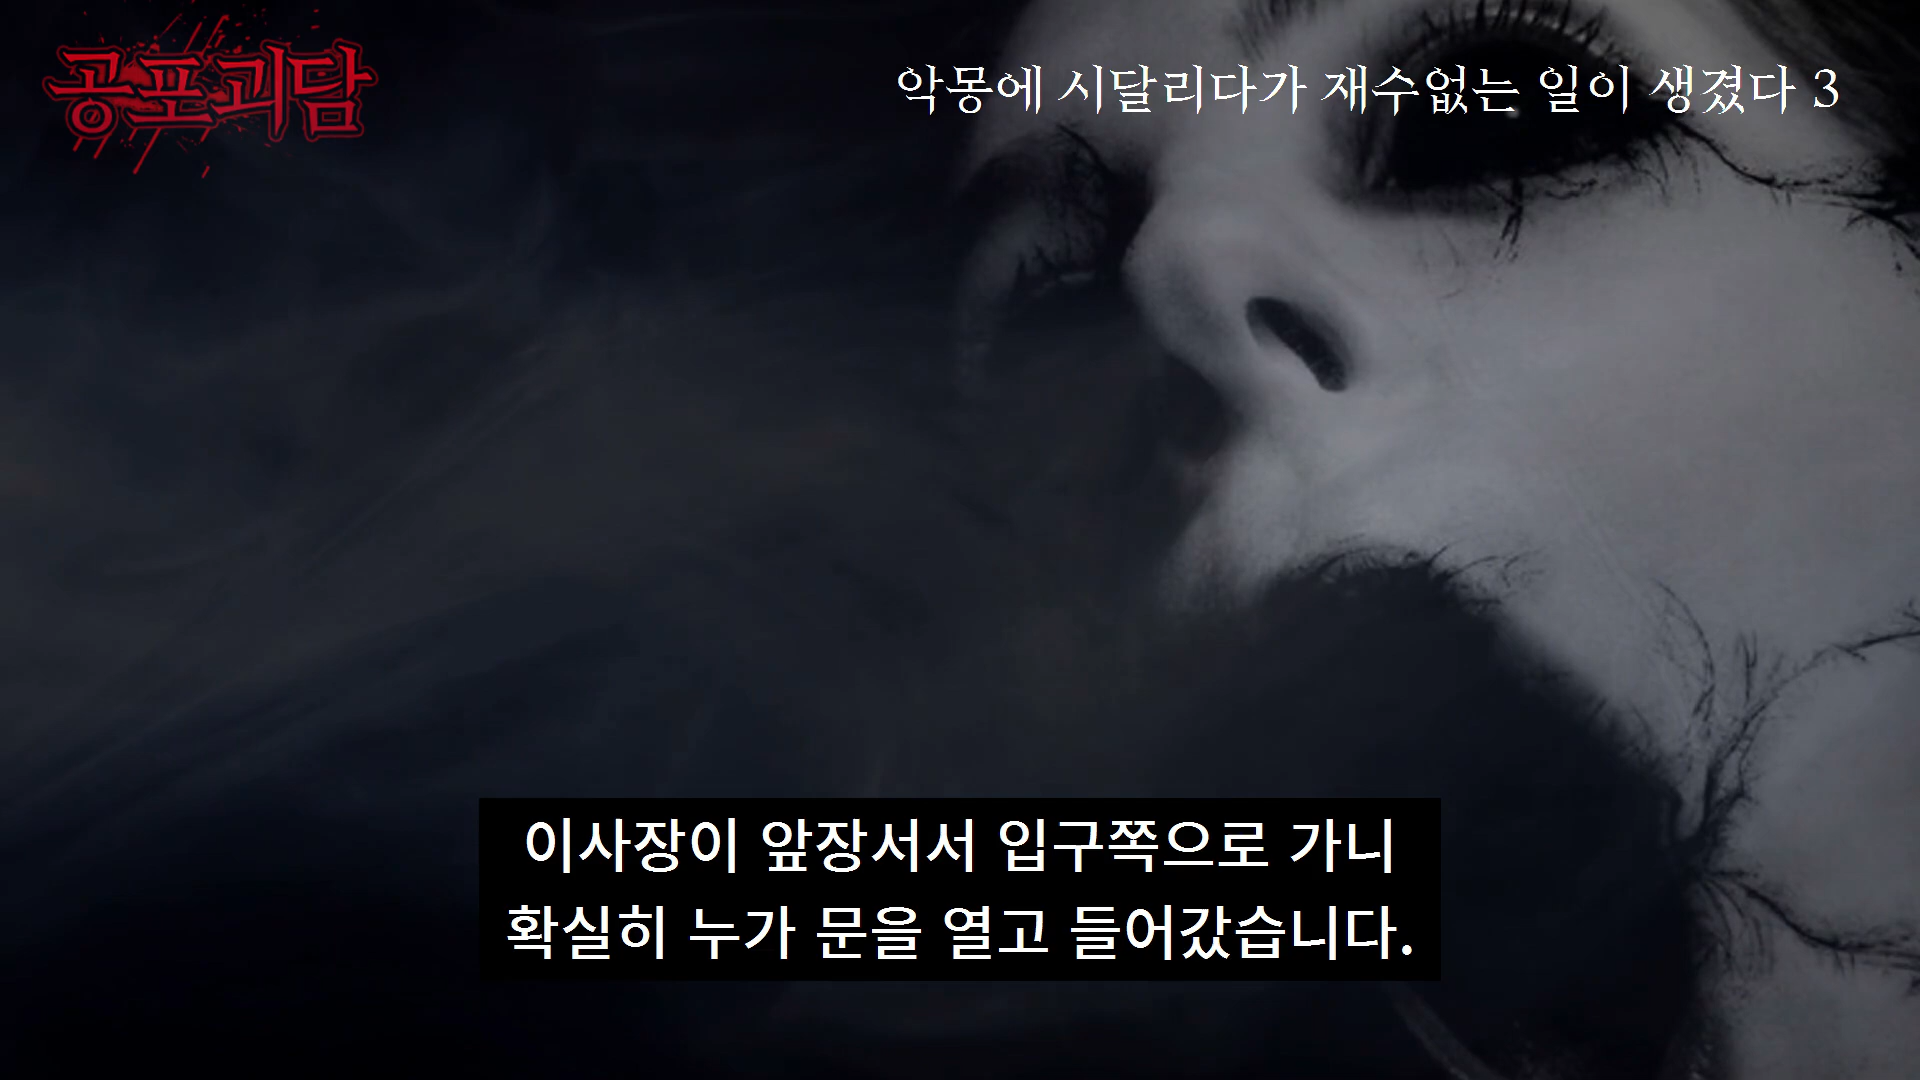 공포괴담
악몽에 시달리다가 재수없는 일이 생겼다 3
이사장이 앞장서서 입구쪽으로 가니
확실히 누가 문을 열고 들어갔습니다.